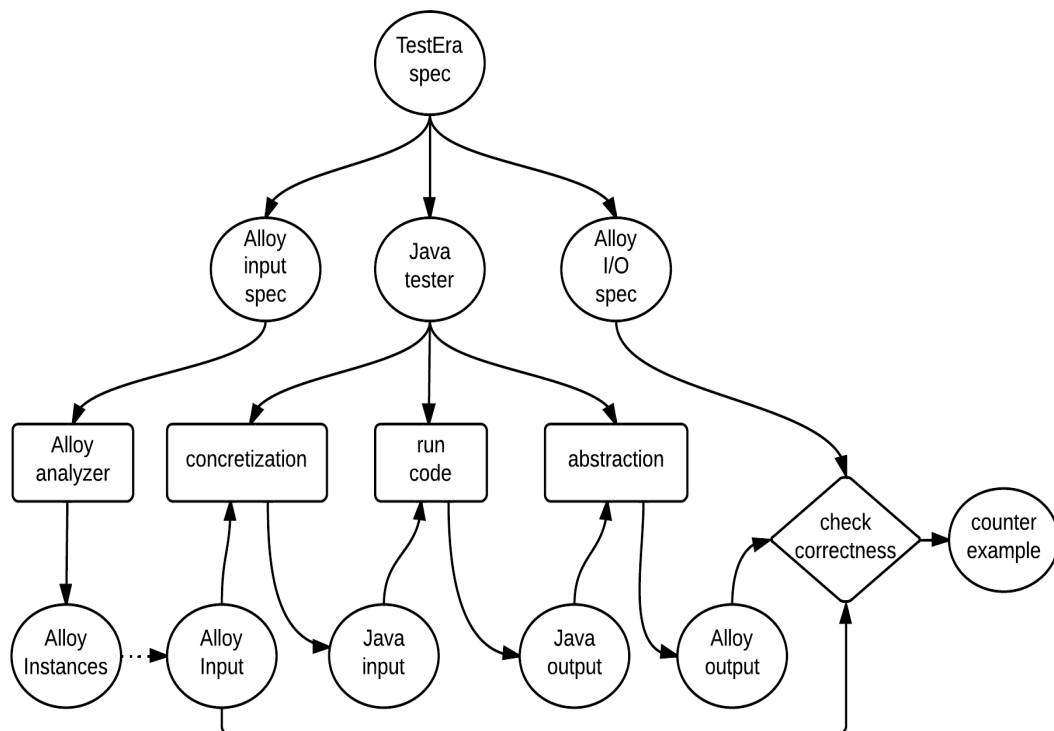 TestEra
spec
Alloy
input
spec
Java
tester
Alloy
I/O
spec
Alloy
analyzer
concretization
run
code
abstraction
check
correctness
counter
example
Alloy
Instances
Alloy
Input
Java
input
Java
output
Alloy
output